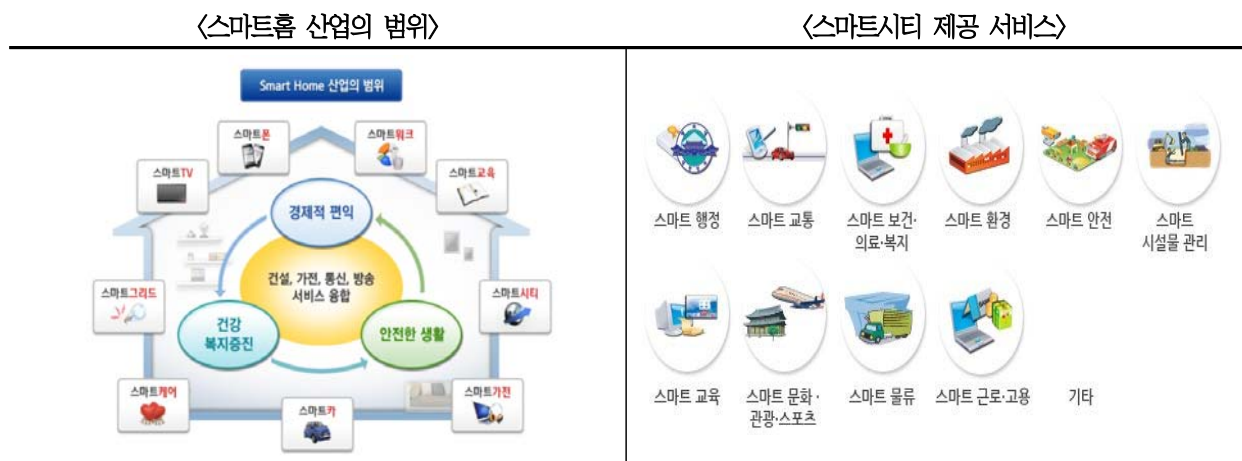 <스마트홈 산업의 범위>
Smart Home 산업의 범위
스마트폰
스마트워크
스마트TV
스마트교육
경제적 편익
건설, 가전, 통신, 방송
서비스 융합
스마트그리드
스마트시티
건강
복지증진
안전한 생활
스마트케어
스마트카
스마트가전
<스마트시티 제공 서비스>
스마트 행정
스마트 교통
스마트 보건·
의료·복지
스마트 환경
스마트 안전
스마트
시설물 관리
스마트 교육
스마트 문화·
관광·스포츠
스마트 물류
스마트 근로·고용
기타